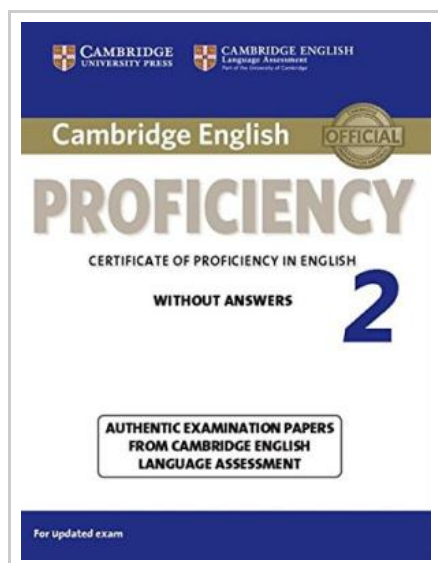 CAMBRIDGE UNIVERSITY PRESS
CAMBRIDGE ENGLISH
Language Assessment
Part of the University of Cambridge
Cambridge English
OFFICIAL
PROFICIENCY
CERTIFICATE OF PROFICIENCY IN ENGLISH
WITHOUT ANSWERS
2
AUTHENTIC EXAMINATION PAPERS
FROM CAMBRIDGE ENGLISH
LANGUAGE ASSESSMENT
For updated exam